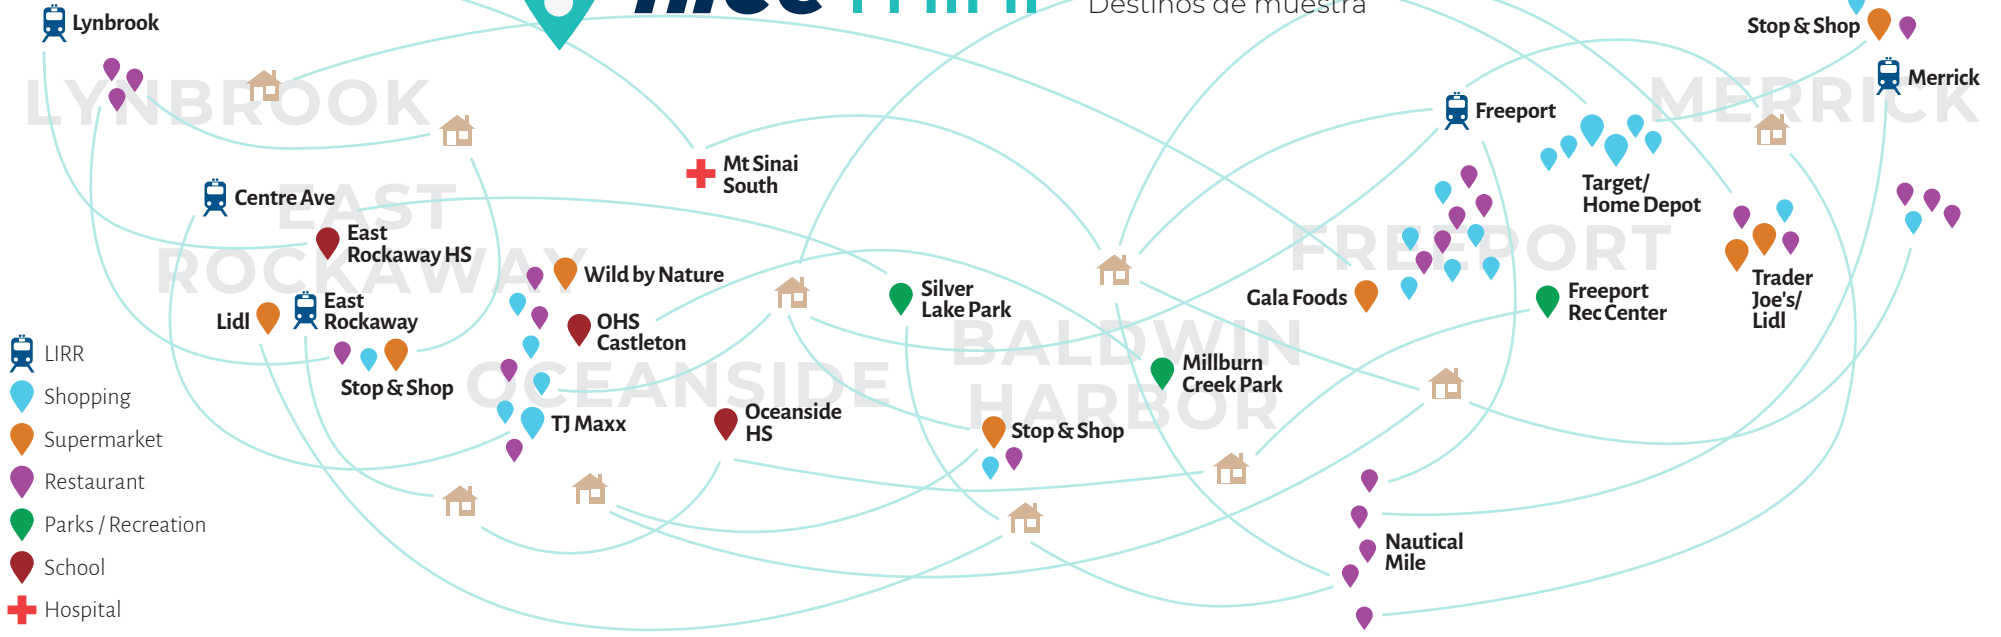 Destinos de muestra
Lynbrook
LYNBROOK
Stop & Shop
Merrick
MERRICK
Freeport
Mt Sinai
South
Target/
Home Depot
Centre Ave
EAST
ROCKAWAY
East
Rockaway HS
FREEPORT
Wild by Nature
Silver
Lake Park
Gala Foods
Freeport
Rec Center
Trader
Joe's/
Lidl
Lidl
East
Rockaway
OHS
Castleton
BALDWIN
HARBOR
Stop & Shop
OCEANSIDE
Millburn
Creek Park
TJ Maxx
Oceanside
HS
Stop & Shop
Nautical
Mile
LIRR
Shopping
Supermarket
Restaurant
Parks / Recreation
School
Hospital